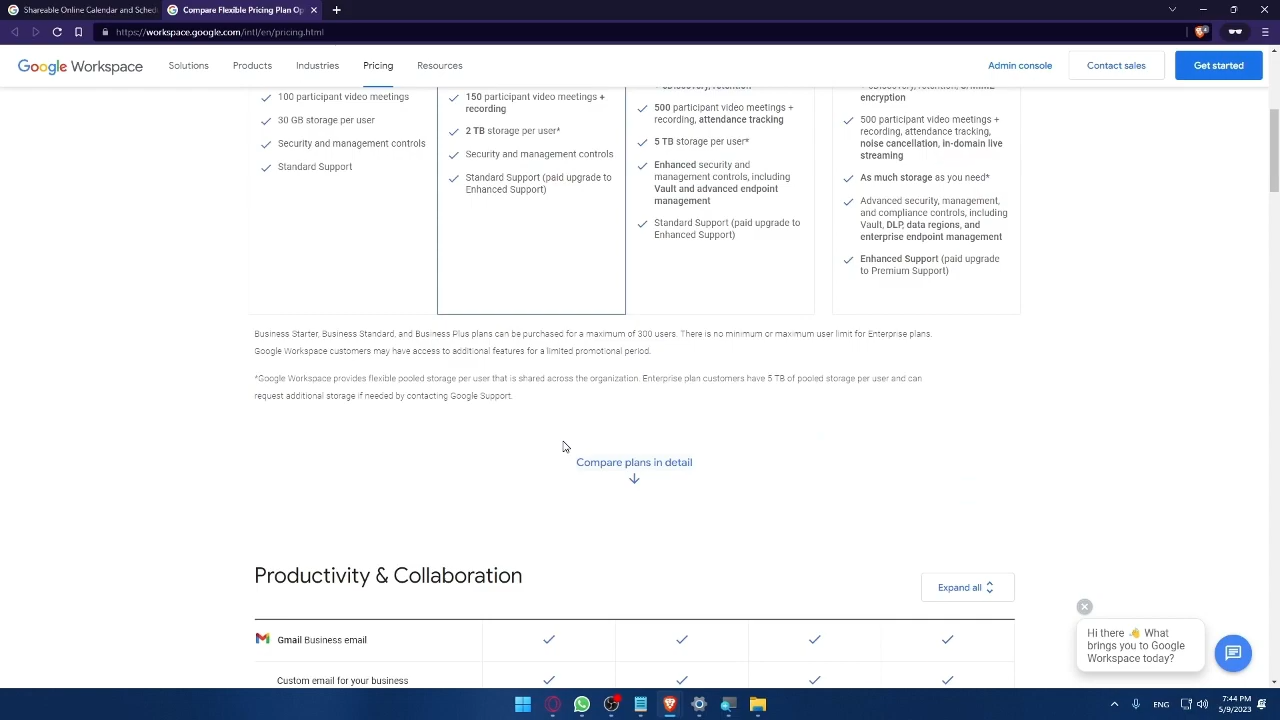 Shareable Online Calendar and Sched
Compare Flexible Pricing Plan Op
https://workspace.google.com/intl/en/pricing.html
Google Workspace
Solutions
Products
Industries
Pricing
Resources
Admin console
Contact sales
Get started
100 participant video meetings
30 GB storage per user
Security and management controls
Standard Support
150 participant video meetings +
recording
2 TB storage per user*
Security and management controls
Standard Support (paid upgrade to
Enhanced Support)
500 participant video meetings +
recording, attendance tracking
5 TB storage per user*
Enhanced security and
management controls, including
Vault and advanced endpoint
management
Standard Support (paid upgrade to
Enhanced Support)
encryption
500 participant video meetings +
recording, attendance tracking,
noise cancellation, in-domain live
streaming
As much storage as you need*
Advanced security, management,
and compliance controls, including
Vault, DLP, data regions, and
enterprise endpoint management
Enhanced Support (paid upgrade
to Premium Support)
Business Starter, Business Standard, and Business Plus plans can be purchased for a maximum of 300 users. There is no minimum or maximum user limit for Enterprise plans.
Google Workspace customers may have access to additional features for a limited promotional period.
*Google Workspace provides flexible pooled storage per user that is shared across the organization. Enterprise plan customers have 5 TB of pooled storage per user and can
request additional storage if needed by contacting Google Support.
Compare plans in detail
Productivity & Collaboration
Expand all
Gmail Business email
Custom email for your business
Hi there 👋 What
brings you to Google
Workspace today?
7:44 PM
5/9/2023